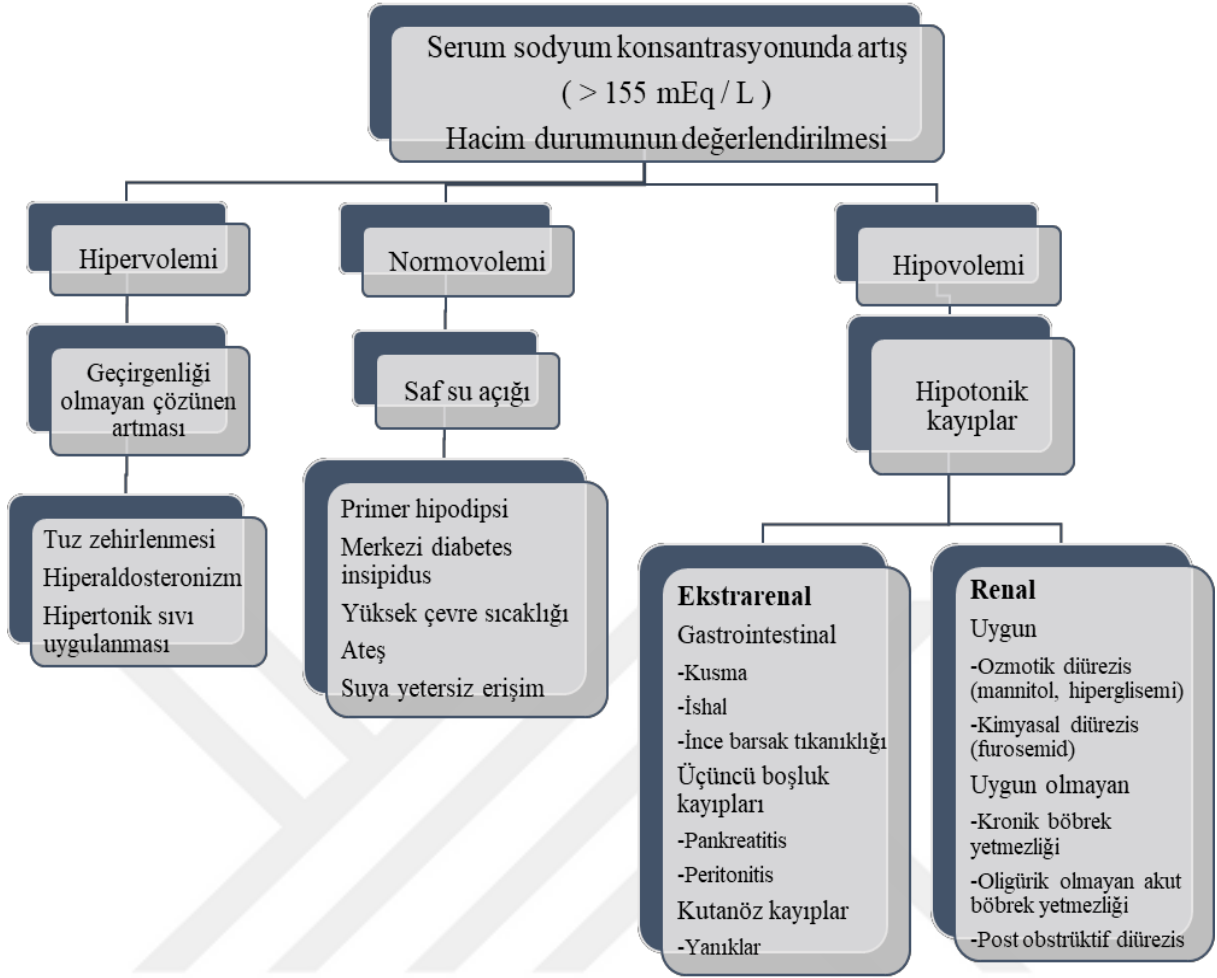 Serum sodyum konsantrasyonunda artış
( > 155 mEq / L )
Hacim durumunun değerlendirilmesi
Hipervolemi
Normovolemi
Hipovolemi
Geçirgenliği
olmayan çözünen
artması
Saf su açığı
Hipotonik
kayıplar
Tuz zehirlenmesi
Hiperaldosteronizm
Hipertonik sıvı
uygulanması
Primer hipodipsi
Merkezi diabetes
insipidus
Yüksek çevre sıcaklığı
Ateş
Suya yetersiz erişim
Ekstrarenal
Gastrointestinal
-Kusma
-İshal
-İnce barsak tıkanıklığı
Üçüncü boşluk
kayıpları
-Pankreatitis
-Peritonitis
Kutanöz kayıplar
-Yanıklar
Renal
Uygun
-Ozmotik diürezis
(mannitol, hiperglisemi)
-Kimyasal diürezis
(furosemid)
Uygun olmayan
-Kronik böbrek
yetmezliği
-Oligürik olmayan akut
böbrek yetmezliği
-Post obstrüktif diürezis